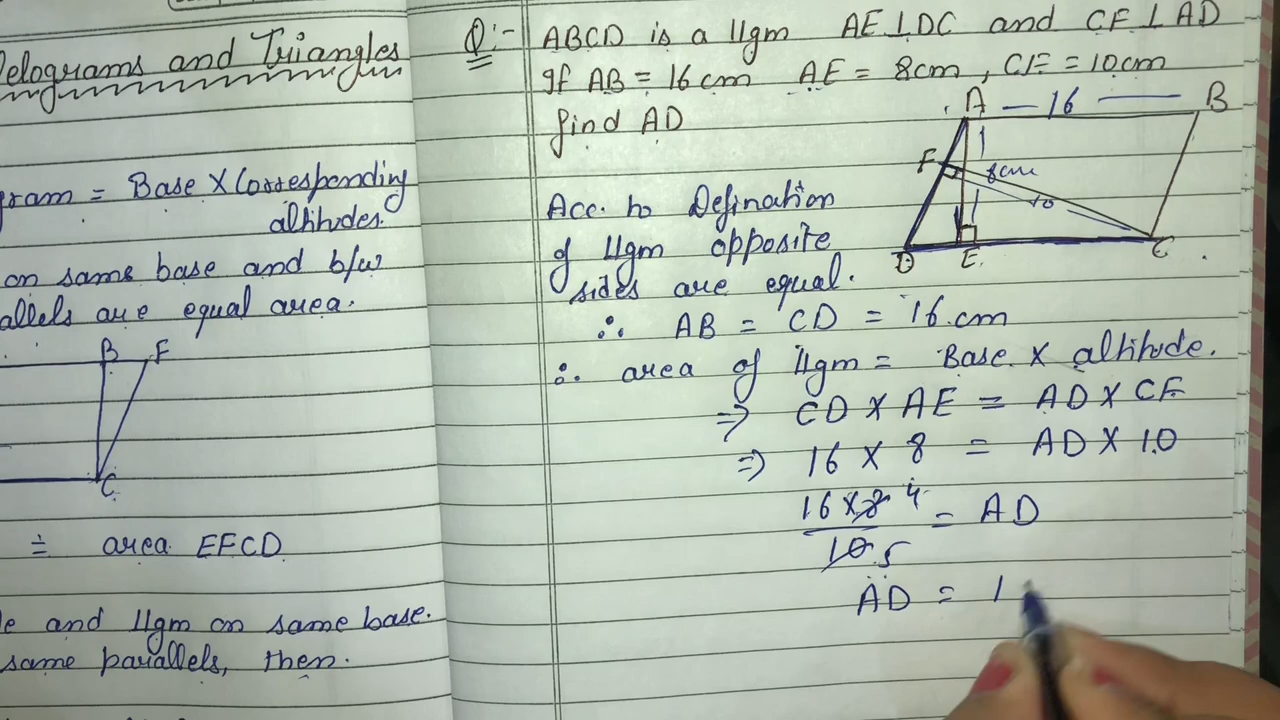 elograms and Triangles
gram = Base X Corresponding
altitudes.
on same base and b/w
allels are equal area.
B F
C
= area EFCD
le and llgm on same base.
same parallels, then.
Q:- ABCD is a llgm AE⊥DC and CF⊥AD
If AB = 16 cm AE = 8cm, CF = 10cm
find AD
A — 16 — B
F 8cm
10
D E C
Acc. to Defination
of llgm opposite
sides are equal.
∴ AB = CD = 16 cm
∴ area of llgm = Base X altitude.
⇒ CD X AE = AD X CF
⇒ 16 X 8 = AD X 10
16 X 8 4 = AD
10 5
AD = 1